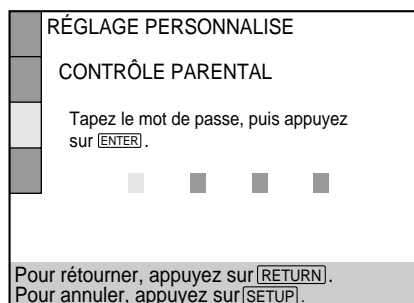 RÉGLAGE PERSONNALISE
CONTRÔLE PARENTAL
Tapez le mot de passe, puis appuyez
sur ENTER .
Pour rétourner, appuyez sur RETURN .
Pour annuler, appuyez sur SETUP .